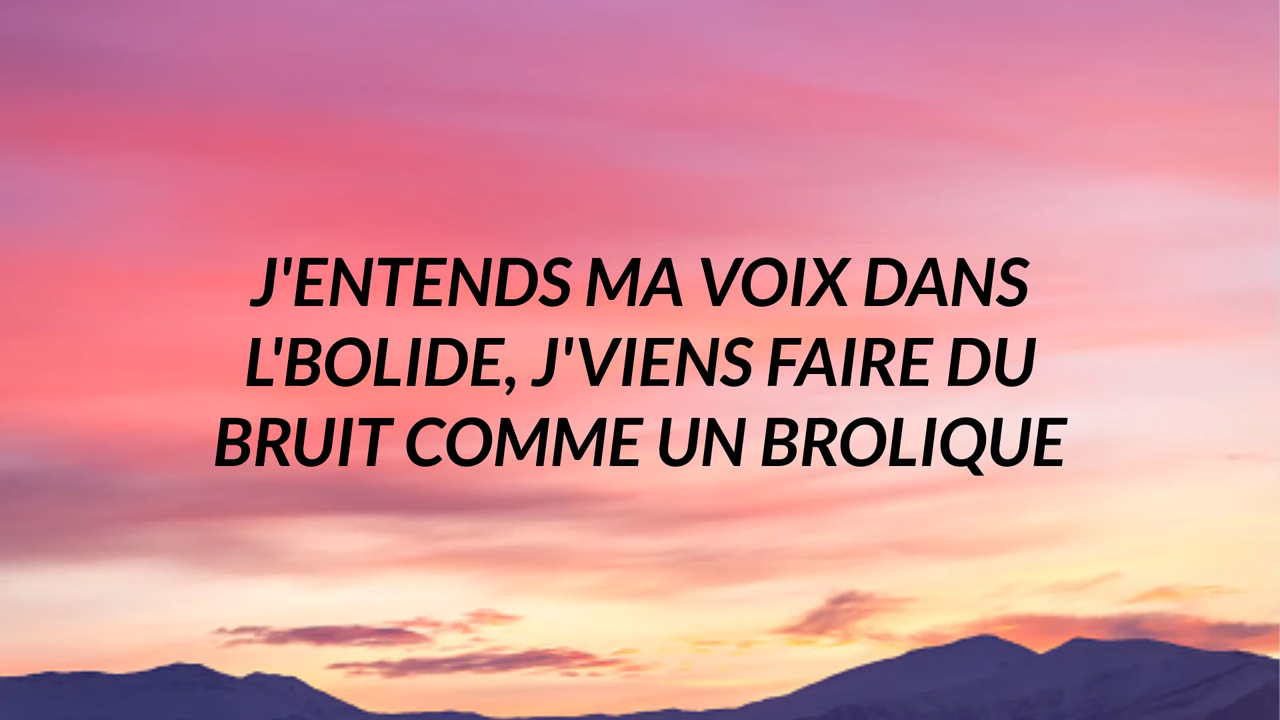 J'ENTENDS MA VOIX DANS
L'BOLIDE, J'VIENS FAIRE DU
BRUIT COMME UN BROLIQUE